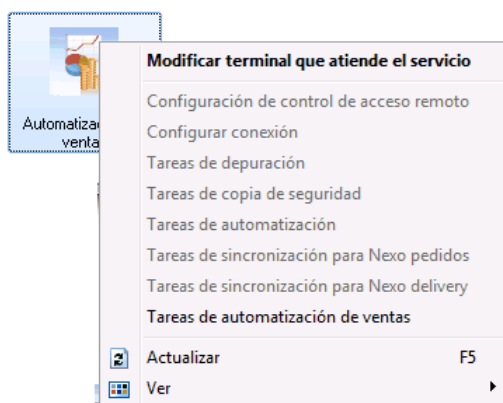 Modificar terminal que atiende el servicio
Configuración de control de acceso remoto
Configurar conexión
Automatiza
venta
Tareas de depuración
Tareas de copia de seguridad
Tareas de automatización
Tareas de sincronización para Nexo pedidos
Tareas de sincronización para Nexo delivery
Tareas de automatización de ventas
Actualizar F5
Ver